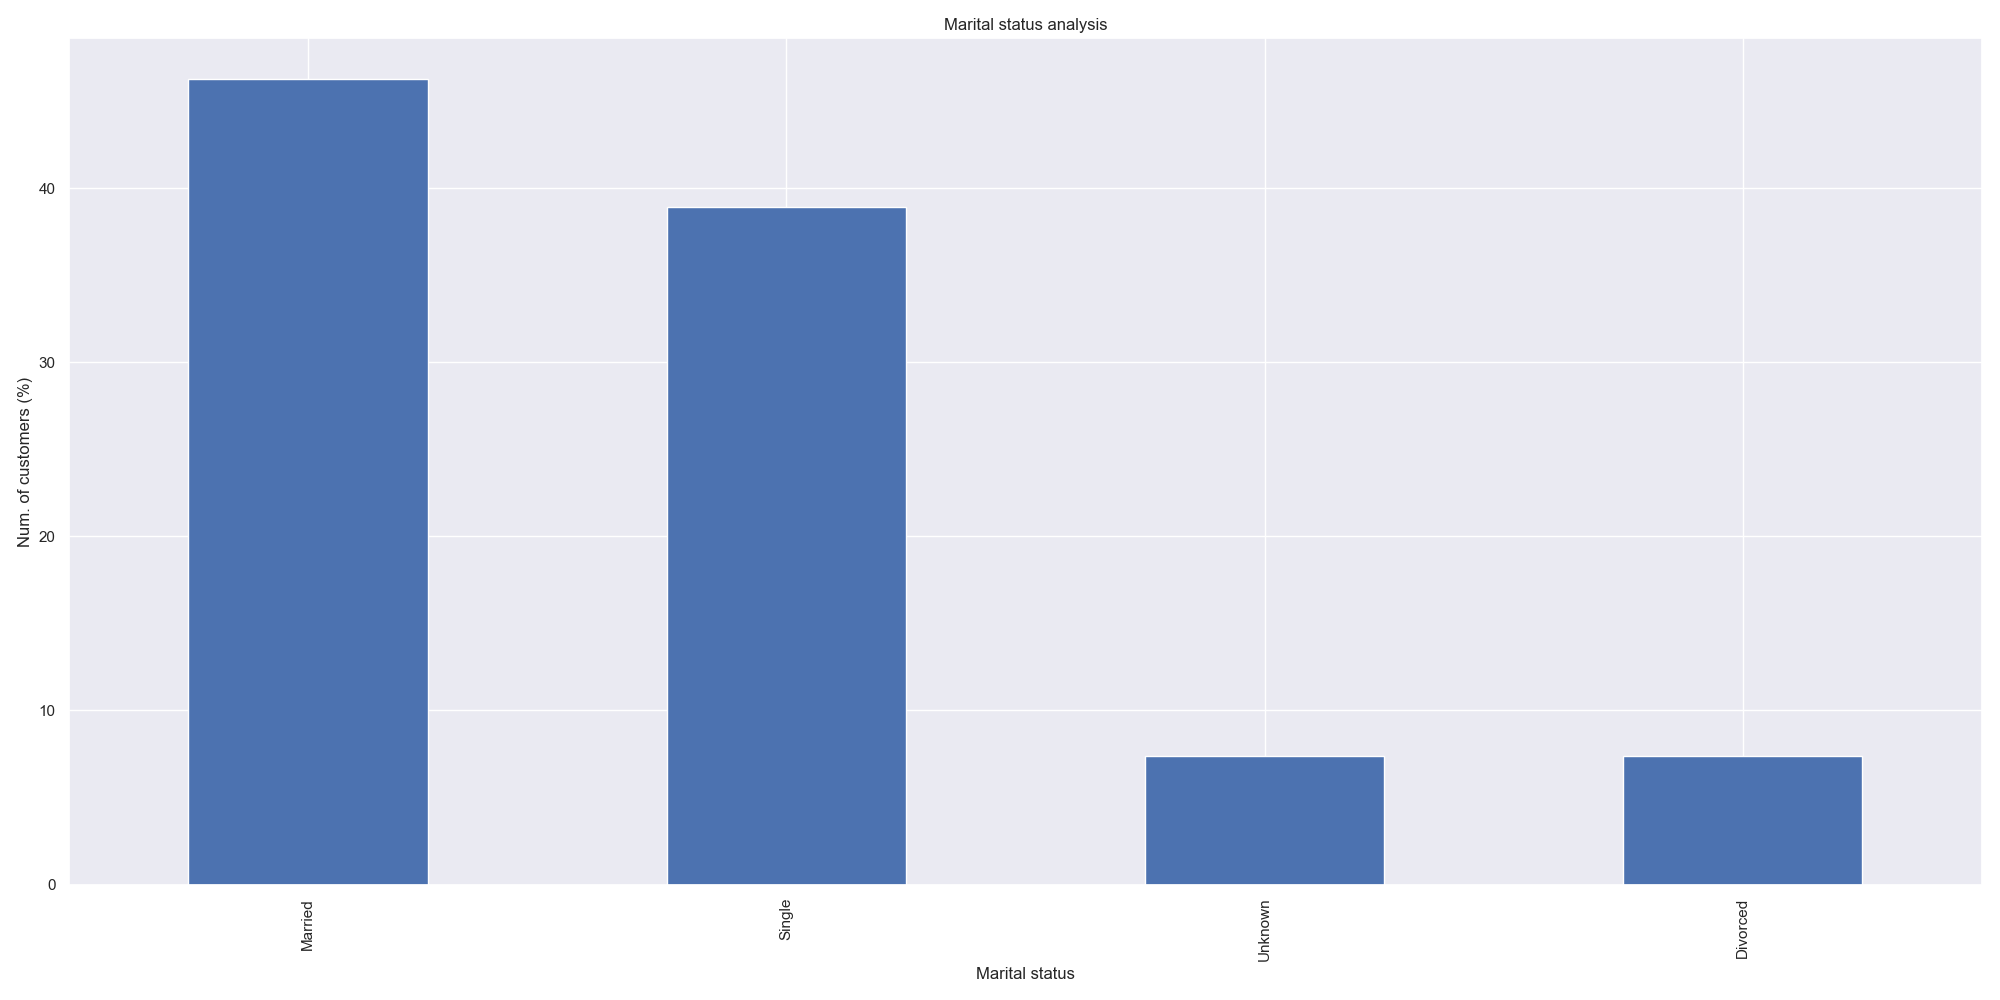 Marital status analysis
Num. of customers (%)
40
30
20
10
0
Married
Single
Unknown
Divorced
Marital status